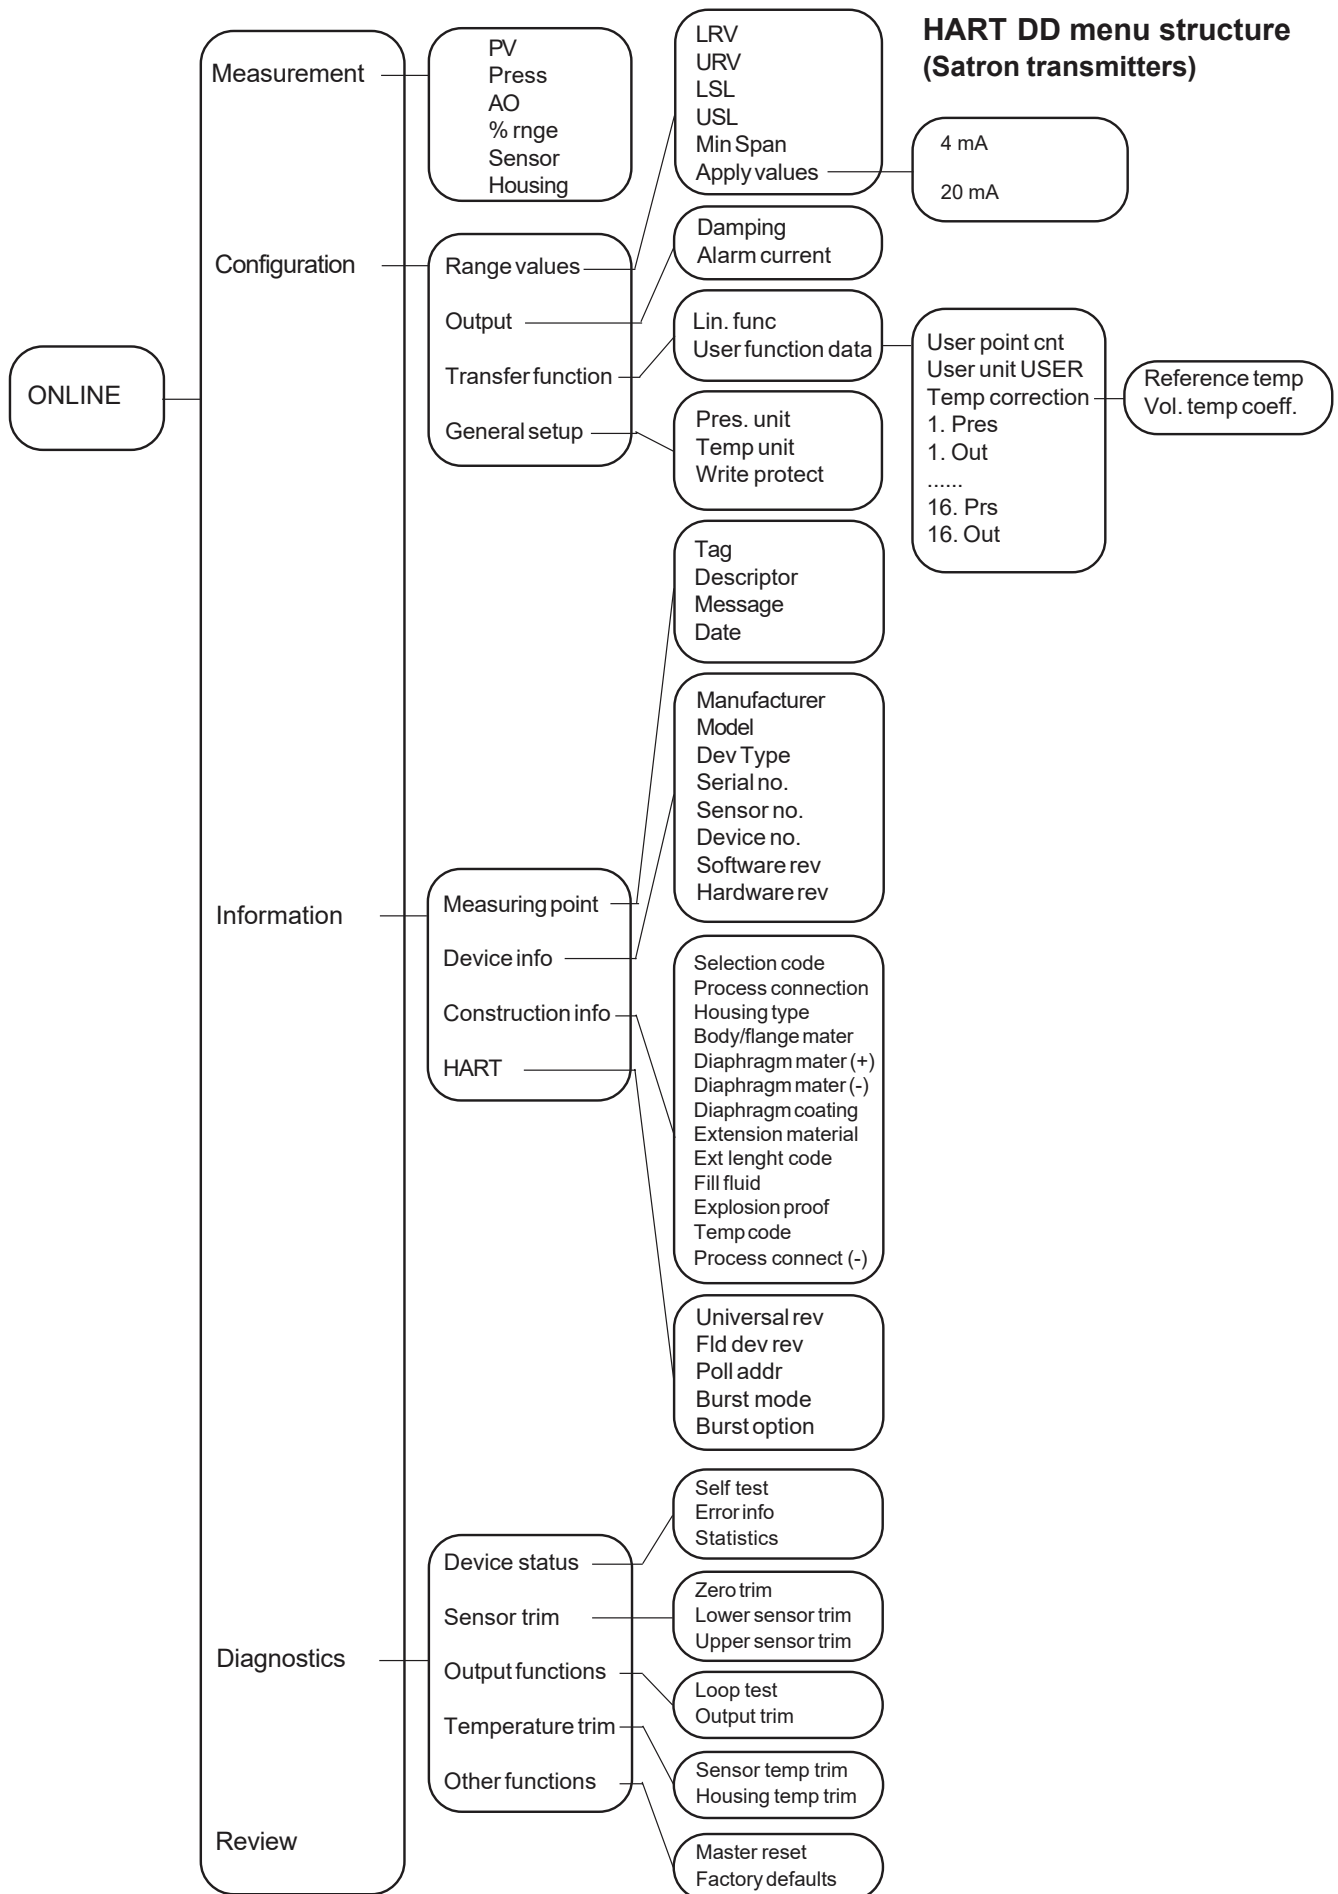 HART DD menu structure
(Satron transmitters)
ONLINE
Measurement
Configuration
Information
Diagnostics
Review
PV
Press
AO
% rnge
Sensor
Housing
Range values
Output
Transfer function
General setup
LRV
URV
LSL
USL
Min Span
Apply values
4 mA
20 mA
Damping
Alarm current
Lin. func
User function data
User point cnt
User unit USER
Temp correction
1. Pres
1. Out
......
16. Prs
16. Out
Reference temp
Vol. temp coeff.
Pres. unit
Temp unit
Write protect
Measuring point
Device info
Construction info
HART
Tag
Descriptor
Message
Date
Manufacturer
Model
Dev Type
Serial no.
Sensor no.
Device no.
Software rev
Hardware rev
Selection code
Process connection
Housing type
Body/flange mater
Diaphragm mater (+)
Diaphragm mater (-)
Diaphragm coating
Extension material
Ext lenght code
Fill fluid
Explosion proof
Temp code
Process connect (-)
Universal rev
Fld dev rev
Poll addr
Burst mode
Burst option
Device status
Sensor trim
Output functions
Temperature trim
Other functions
Self test
Error info
Statistics
Zero trim
Lower sensor trim
Upper sensor trim
Loop test
Output trim
Sensor temp trim
Housing temp trim
Master reset
Factory defaults